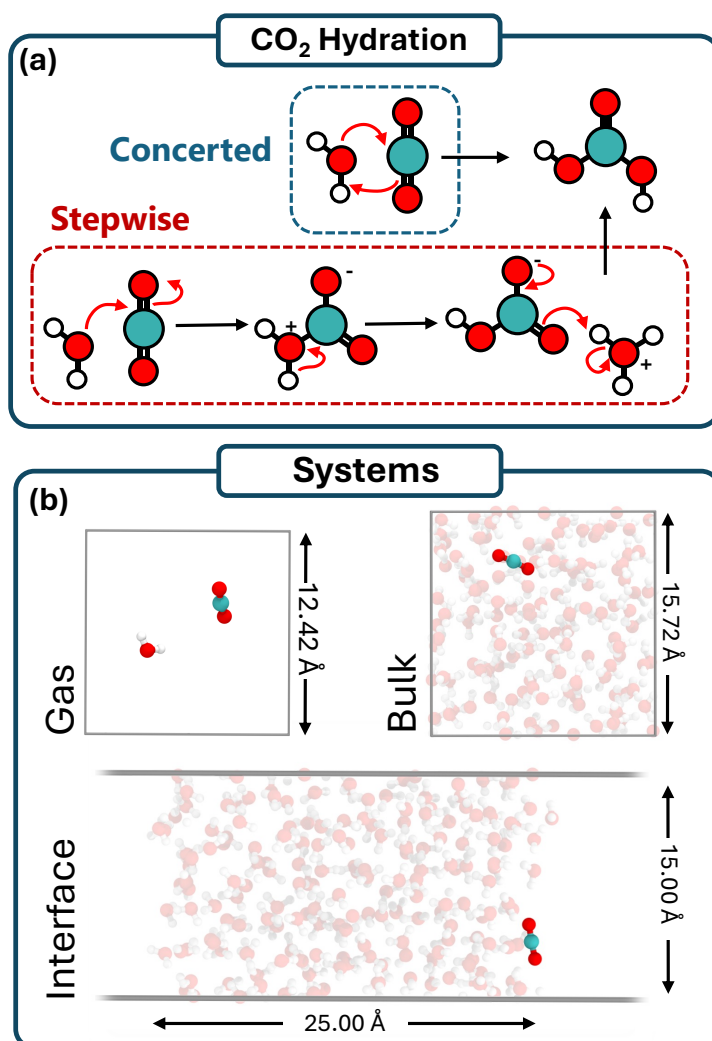 CO₂ Hydration
(a)
Concerted
Stepwise
-
+
-
+
Systems
(b)
Gas
12.42 Å
Bulk
15.72 Å
Interface
15.00 Å
25.00 Å